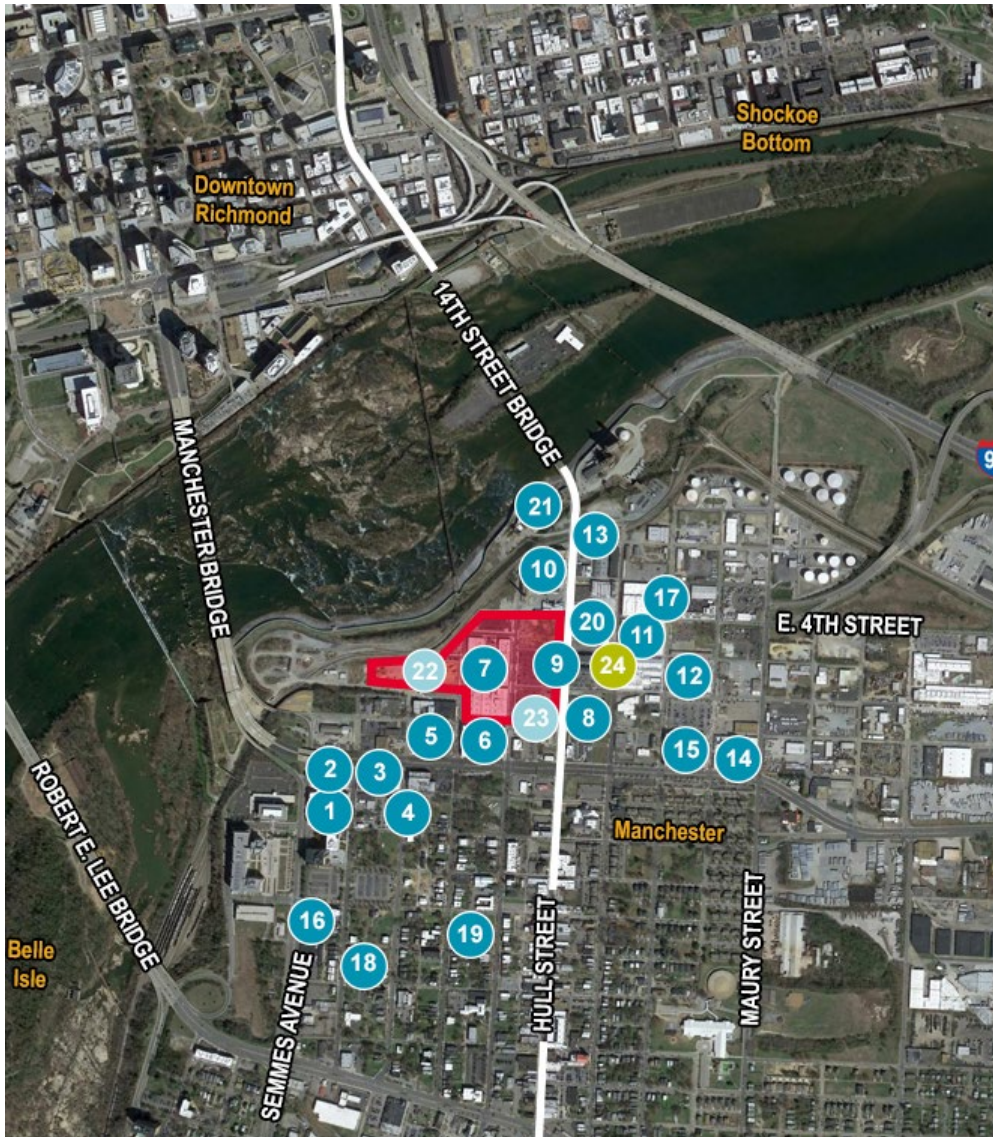 Shockoe
Bottom
Downtown
Richmond
14TH STREET BRIDGE
MANCHESTER BRIDGE
9
21
13
10
17
20
E. 4TH STREET
11
22
7
9
24
12
23
8
5
6
15
14
2
3
1
4
Manchester
ROBERT E. LEE BRIDGE
MAURY STREET
16
19
HULL STREET
Belle
Isle
18
SEMMES AVENUE